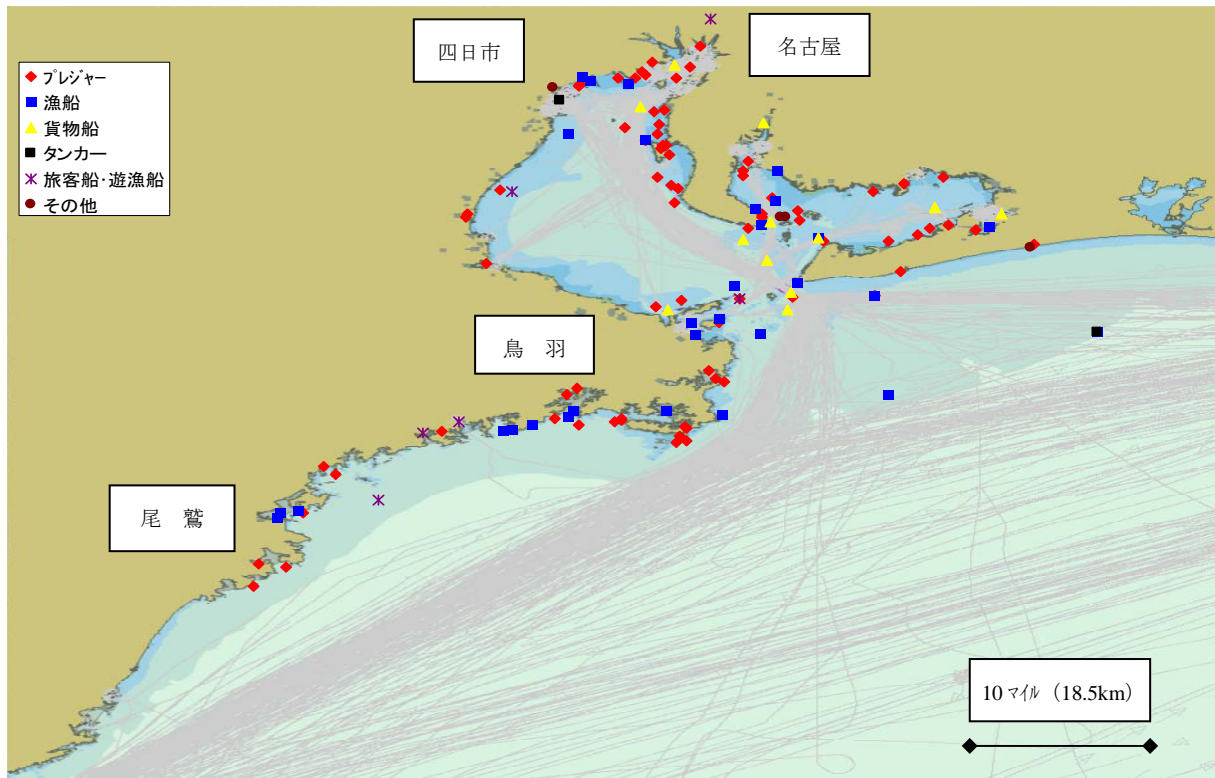 四日市
名古屋
プレジャー
漁船
貨物船
タンカー
旅客船・遊漁船
その他
鳥　羽
尾　鷲
10 マイル（18.5km）